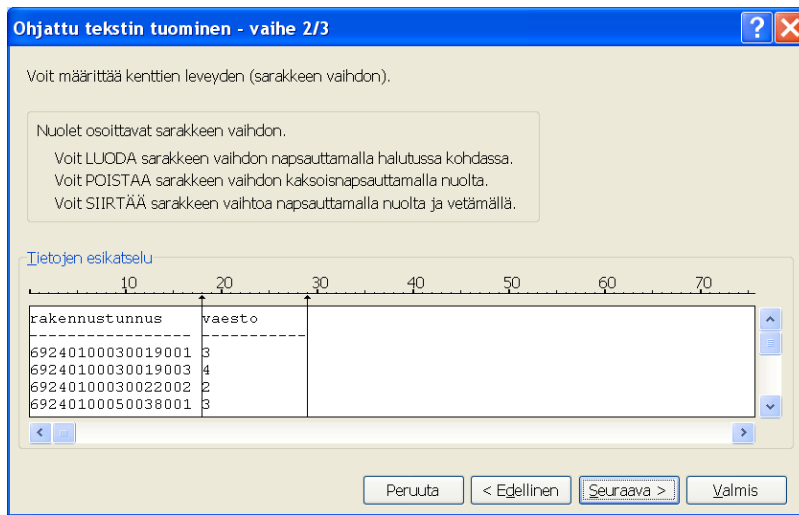 Ohjattu tekstin tuominen - vaihe 2/3
Voit määrittää kenttien leveyden (sarakkeen vaihdon).
Nuolet osoittavat sarakkeen vaihdon.
Voit LUODA sarakkeen vaihdon napsauttamalla halutussa kohdassa.
Voit POISTAA sarakkeen vaihdon kaksoisnapsauttamalla nuolta.
Voit SIIRTÄÄ sarakkeen vaihtoa napsauttamalla nuolta ja vetämällä.
Tietojen esikatselu
10 20 30 40 50 60 70
rakennustunnus vaesto
----------------- -----------
69240100030019001 3
69240100030019003 4
69240100030022002 2
69240100050038001 3
Peruuta < Edellinen Seuraava > Valmis